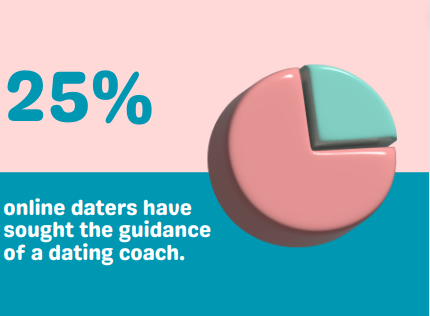 25%
online daters have
sought the guidance
of a dating coach.